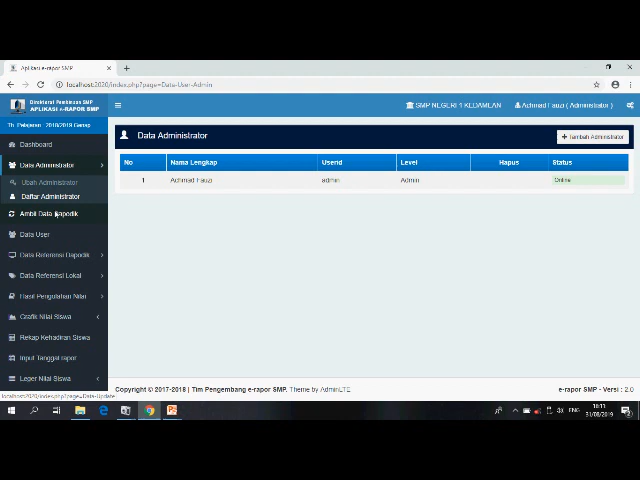 Aplikasi e-rapor SMP
localhost:2020/index.php?page=Data-User-Admin
Direktorat Pembinaan SMP
APLIKASI e-RAPOR SMP
SMP NEGERI 1 KEDAMEAN
Achmad Fauzi ( Administrator )
Th. Pelajaran : 2018/2019 Genap
Dashboard
Data Administrator
Ubah Administrator
Daftar Administrator
Ambil Data Dapodik
Data User
Data Referensi Dapodik
Data Referensi Lokal
Hasil Pengolahan Nilai
Grafik Nilai Siswa
Rekap Kehadiran Siswa
Input Tanggal rapor
Leger Nilai Siswa
localhost:2020/index.php?page=Data-Update
Data Administrator
+ Tambah Administrator
No Nama Lengkap Userid Level Hapus Status
1 Achmad Fauzi admin Admin Online
Copyright © 2017-2018 | Tim Pengembang e-rapor SMP. Theme by AdminLTE
e-rapor SMP - Versi : 2.0
ENG
31/08/2019